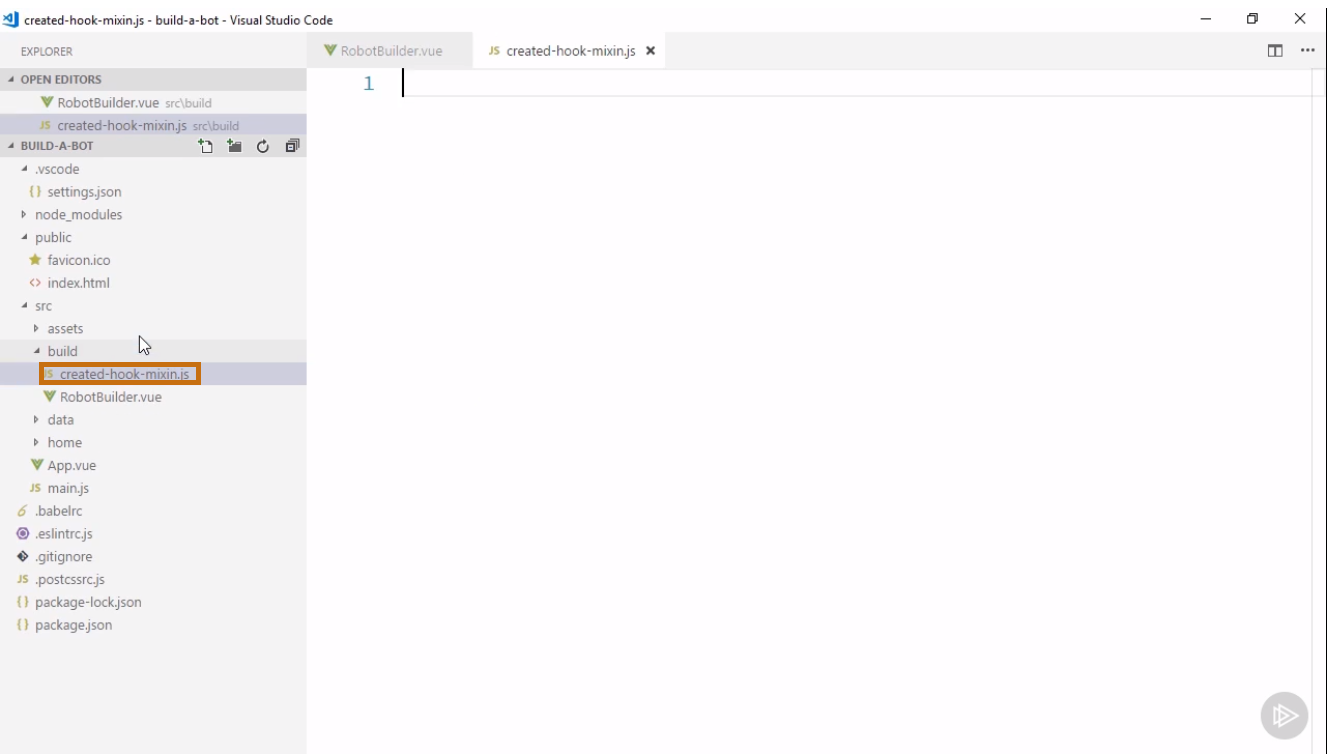 created-hook-mixin.js - build-a-bot - Visual Studio Code
EXPLORER
RobotBuilder.vue
JS created-hook-mixin.js
OPEN EDITORS
RobotBuilder.vue src\build
JS created-hook-mixin.js src\build
BUILD-A-BOT
.vscode
{ } settings.json
node_modules
public
favicon.ico
<> index.html
src
assets
build
JS created-hook-mixin.js
RobotBuilder.vue
data
home
App.vue
JS main.js
.babelrc
.eslintrc.js
.gitignore
JS .postcssrc.js
{ } package-lock.json
{ } package.json
1